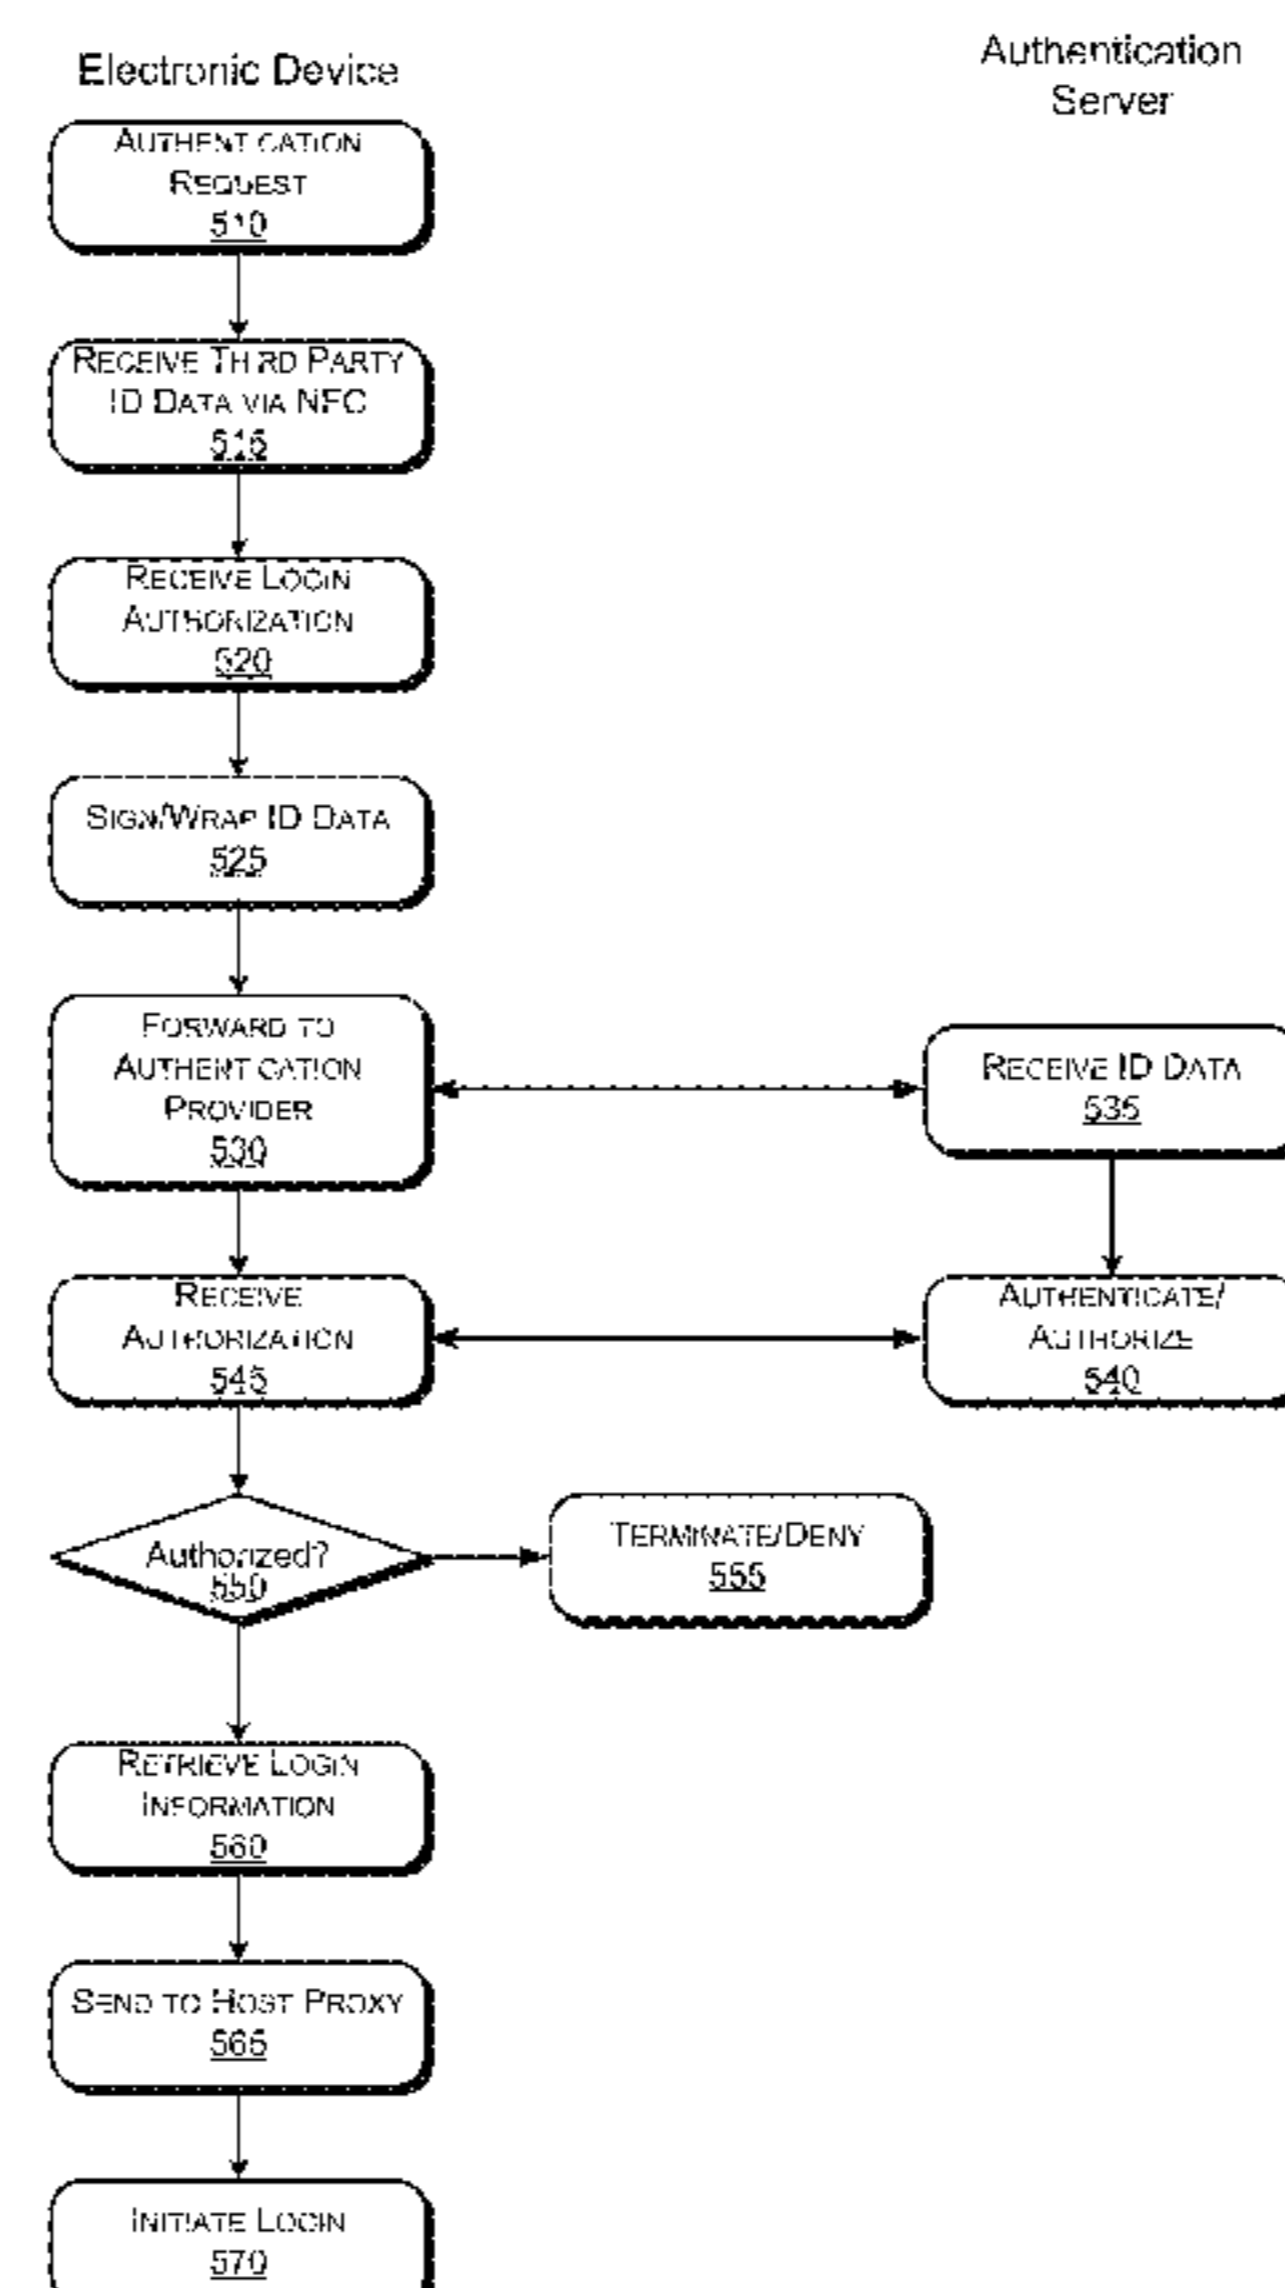 Electronic Device
Authentication
Server
AUTHENTICATION
REQUEST
510
RECEIVE THIRD PARTY
ID DATA VIA NFC
515
RECEIVE LOGIN
AUTHORIZATION
520
SIGN/WRAP ID DATA
525
FORWARD TO
AUTHENTICATION
PROVIDER
530
RECEIVE ID DATA
535
RECEIVE
AUTHORIZATION
545
AUTHENTICATE/
AUTHORIZE
540
Authorized?
550
TERMINATE/DENY
555
RETRIEVE LOGIN
INFORMATION
560
SEND TO HOST PROXY
565
INITIATE LOGIN
570